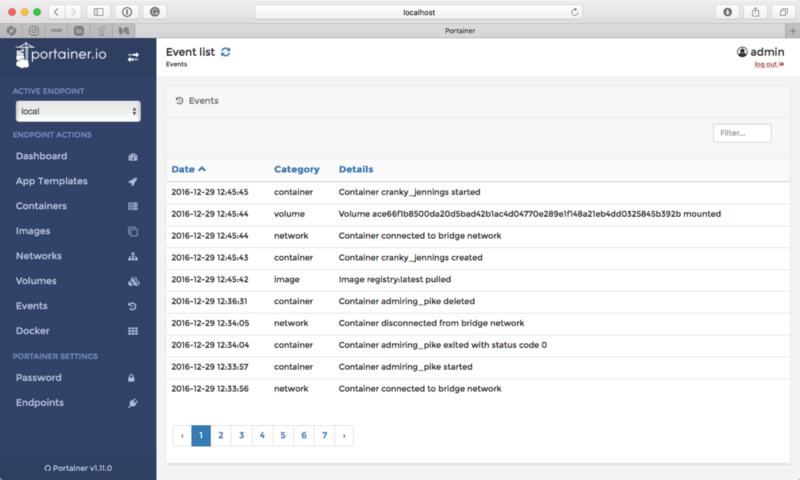 localhost
Portainer
portainer.io
ACTIVE ENDPOINT
local
ENDPOINT ACTIONS
Dashboard
App Templates
Containers
Images
Networks
Volumes
Events
Docker
PORTAINER SETTINGS
Password
Endpoints
Portainer v1.11.0
Event list
Events
admin
log out
Events
Filter...
Date Category Details
2016-12-29 12:45:45 container Container cranky_jennings started
2016-12-29 12:45:44 volume Volume ace66f1b8500da20d5bad42b1ac4d04770e289e1f148a21eb4dd0325845b392b mounted
2016-12-29 12:45:44 network Container connected to bridge network
2016-12-29 12:45:43 container Container cranky_jennings created
2016-12-29 12:45:42 image Image registry:latest pulled
2016-12-29 12:36:31 container Container admiring_pike deleted
2016-12-29 12:34:05 network Container disconnected from bridge network
2016-12-29 12:34:04 container Container admiring_pike exited with status code 0
2016-12-29 12:33:57 container Container admiring_pike started
2016-12-29 12:33:56 network Container connected to bridge network
‹ 1 2 3 4 5 6 7 ›